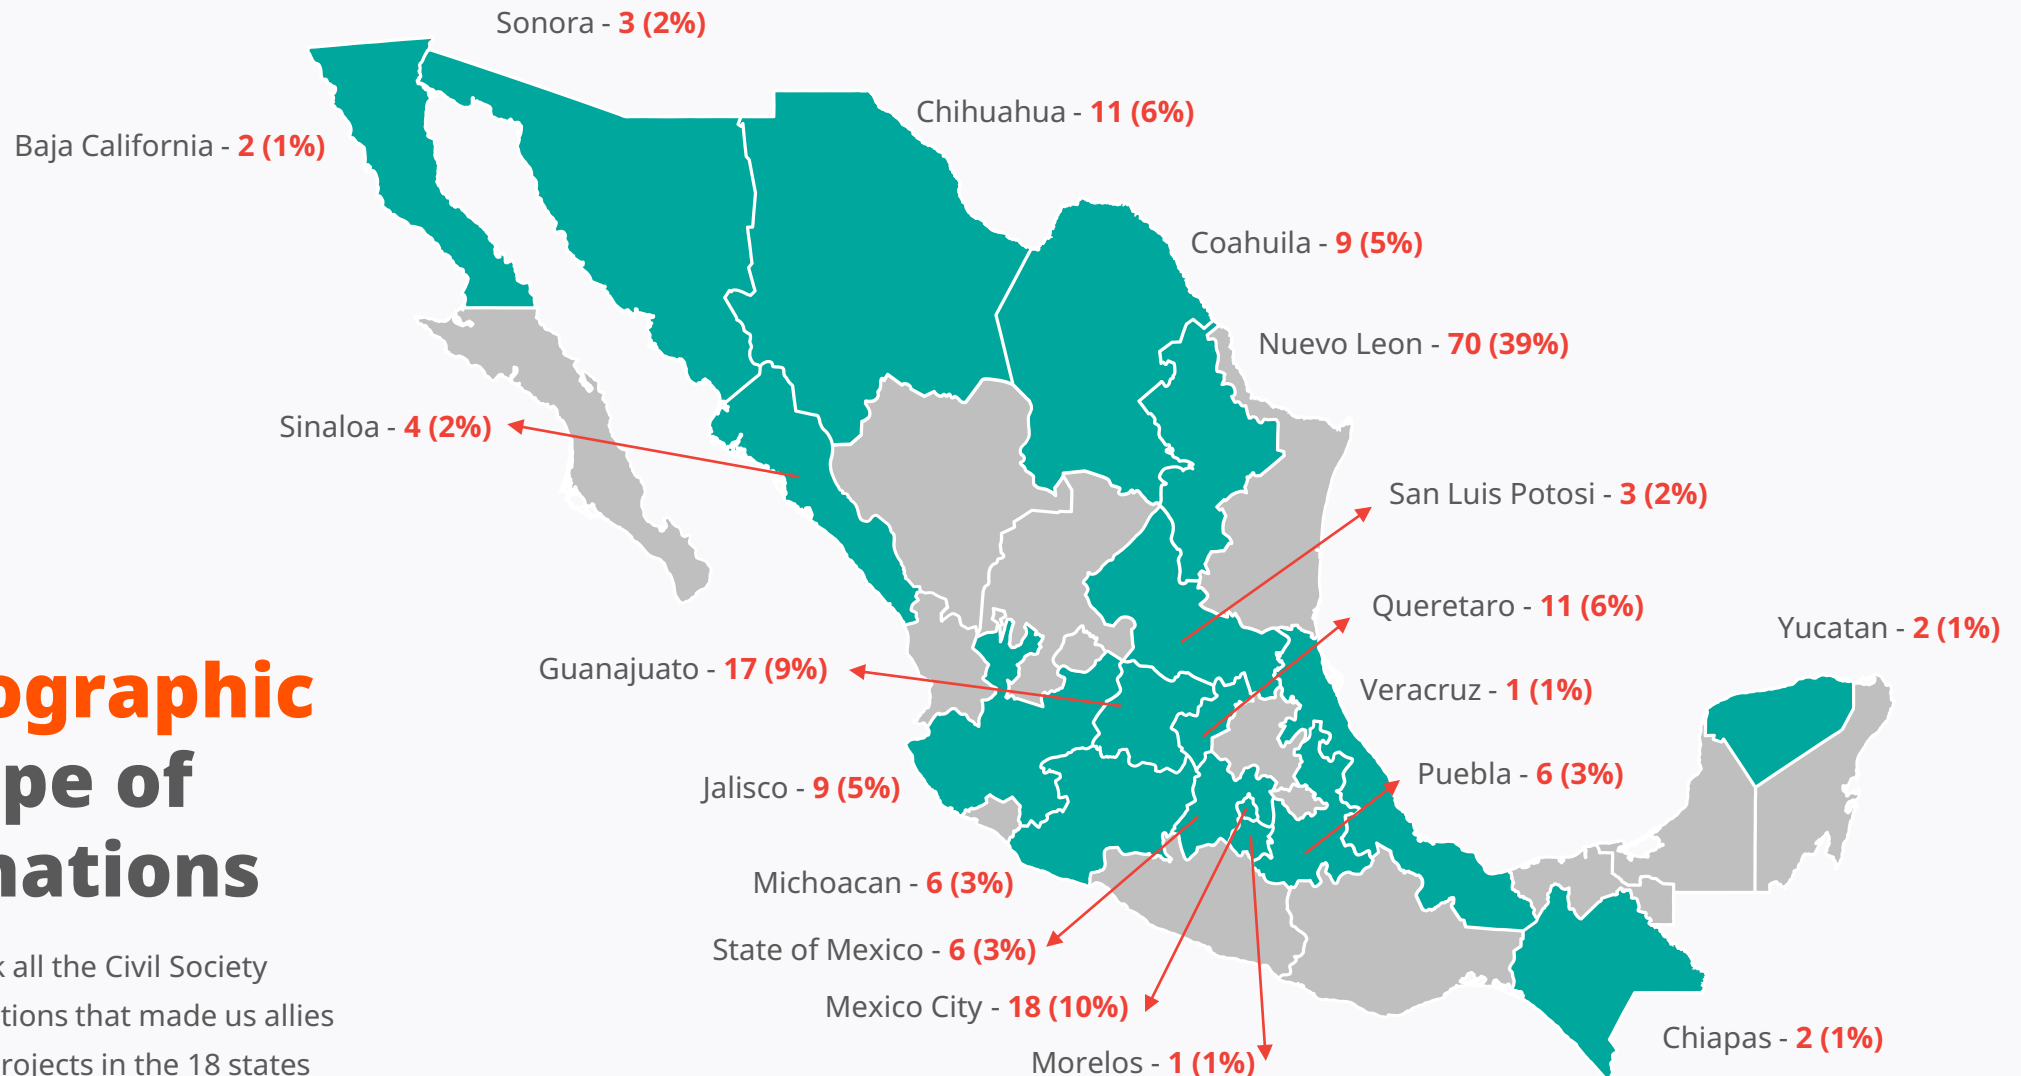 Sonora - 3 (2%)
Chihuahua - 11 (6%)
Baja California - 2 (1%)
Coahuila - 9 (5%)
Nuevo Leon - 70 (39%)
Sinaloa - 4 (2%)
San Luis Potosi - 3 (2%)
Queretaro - 11 (6%)
Yucatan - 2 (1%)
Guanajuato - 17 (9%)
Veracruz - 1 (1%)
Puebla - 6 (3%)
Jalisco - 9 (5%)
Michoacan - 6 (3%)
State of Mexico - 6 (3%)
Mexico City - 18 (10%)
Morelos - 1 (1%)
Chiapas - 2 (1%)
ographic
pe of
nations
k all the Civil Society
tions that made us allies
rojects in the 18 states